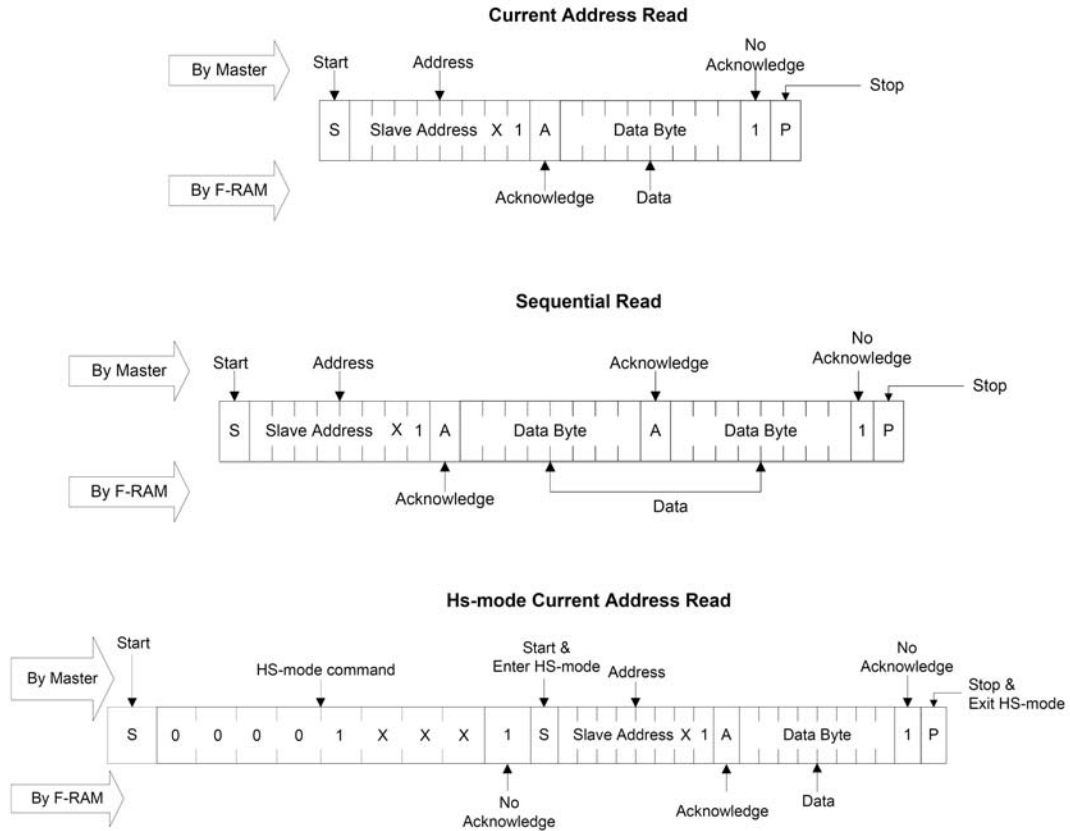 Current Address Read
By Master
Start
Address
No
Acknowledge
Stop
S Slave Address X 1 A Data Byte 1 P
By F-RAM
Acknowledge
Data
Sequential Read
By Master
Start
Address
Acknowledge
No
Acknowledge
Stop
S Slave Address X 1 A Data Byte A Data Byte 1 P
By F-RAM
Acknowledge
Data
Hs-mode Current Address Read
By Master
Start
HS-mode command
Start &
Enter HS-mode
Address
No
Acknowledge
Stop &
Exit HS-mode
S 0 0 0 0 1 X X X 1 S Slave Address X 1 A Data Byte 1 P
By F-RAM
No
Acknowledge
Acknowledge
Data